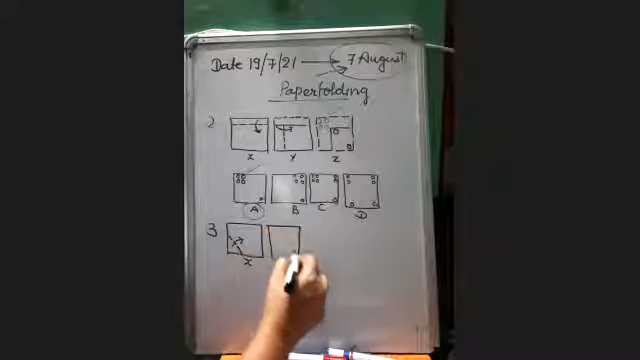 Date 19/7/21 → 7 August
Paperfolding
2
X Y Z
A B C D
3
X